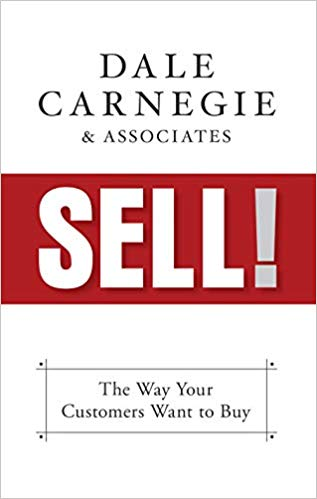 DALE
CARNEGIE
& ASSOCIATES
SELL!
The Way Your
Customers Want to Buy